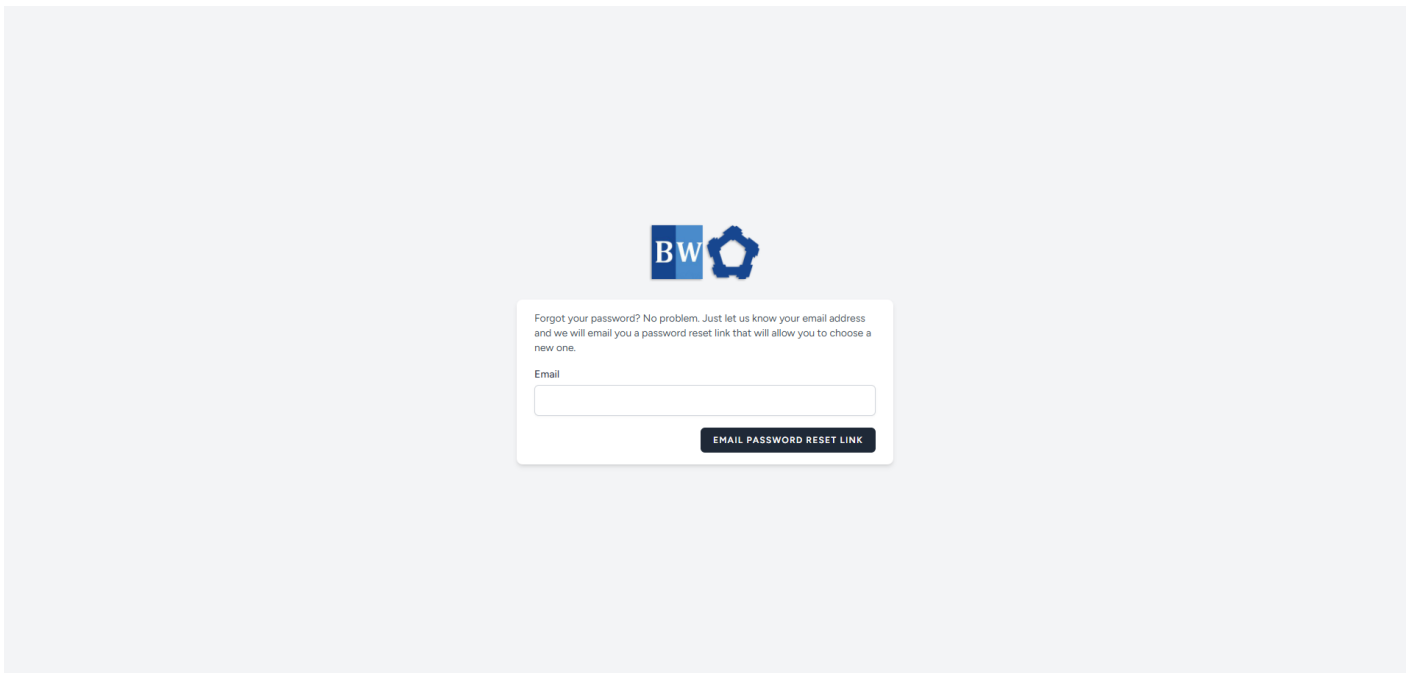 BW
Forgot your password? No problem. Just let us know your email address
and we will email you a password reset link that will allow you to choose a
new one.
Email
EMAIL PASSWORD RESET LINK